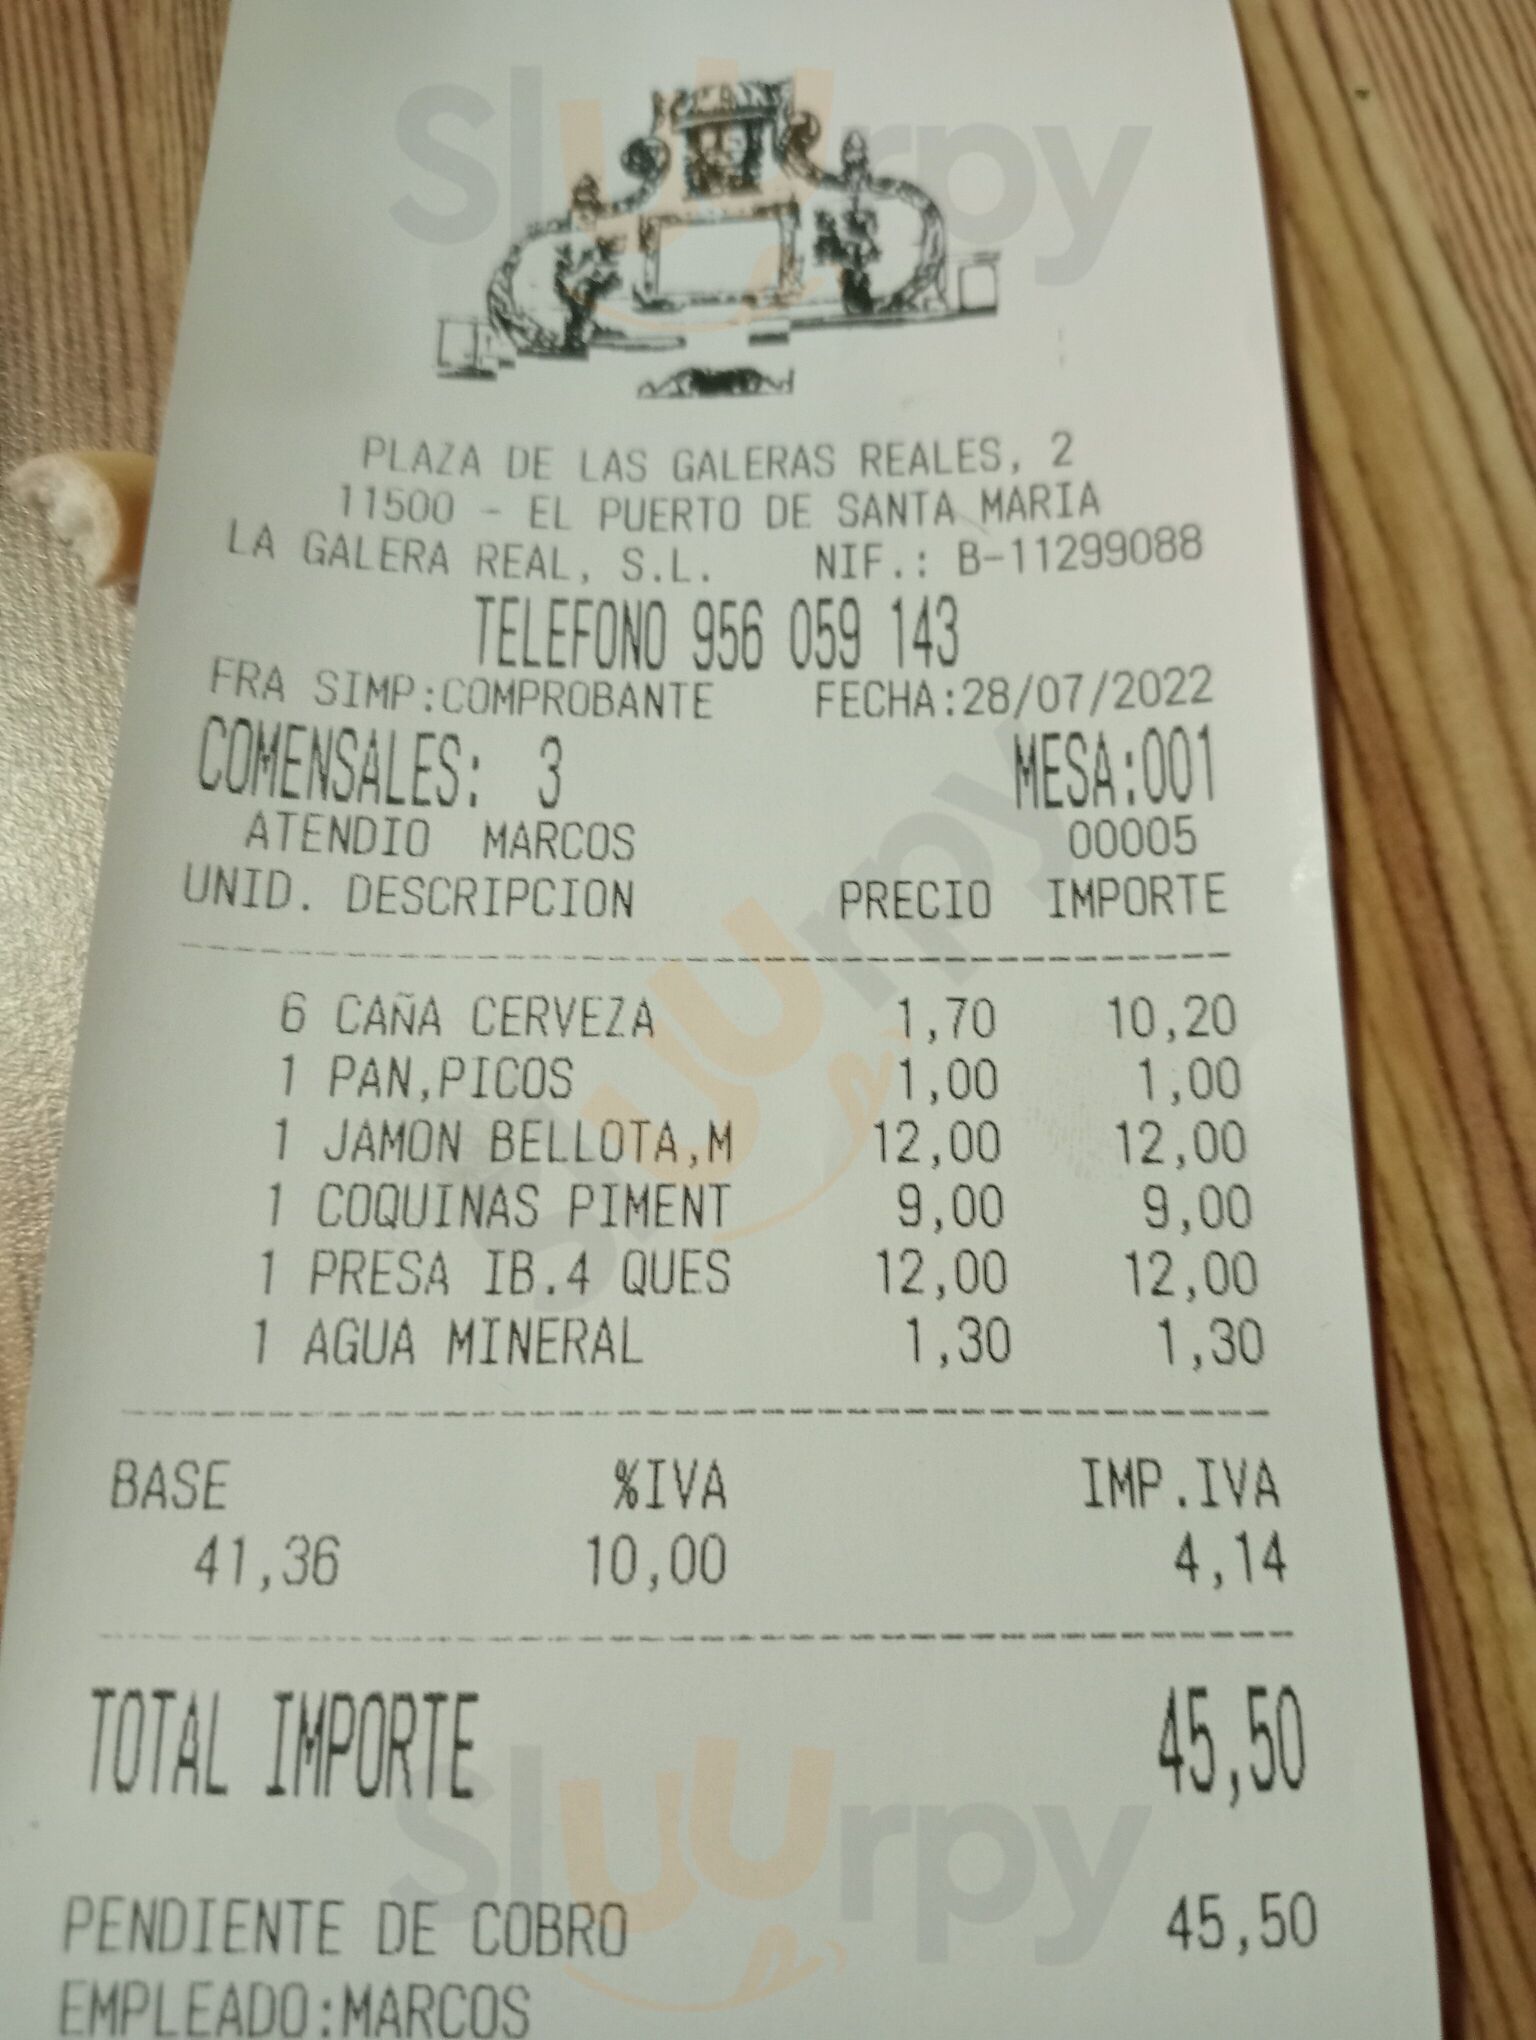 PLAZA DE LAS GALERAS REALES, 2
11500 - EL PUERTO DE SANTA MARIA
LA GALERA REAL, S.L. NIF.: B-11299088
TELEFONO 956 059 143
FRA SIMP:COMPROBANTE FECHA:28/07/2022
COMENSALES: 3 MESA:001
ATENDIO MARCOS 00005
UNID. DESCRIPCION PRECIO IMPORTE
6 CAÑA CERVEZA 1,70 10,20
1 PAN,PICOS 1,00 1,00
1 JAMON BELLOTA,M 12,00 12,00
1 COQUINAS PIMENT 9,00 9,00
1 PRESA IB.4 QUES 12,00 12,00
1 AGUA MINERAL 1,30 1,30
BASE %IVA IMP.IVA
41,36 10,00 4,14
TOTAL IMPORTE 45,50
PENDIENTE DE COBRO 45,50
EMPLEADO:MARCOS
Sluurpy
Sluurpy
Sluurpy